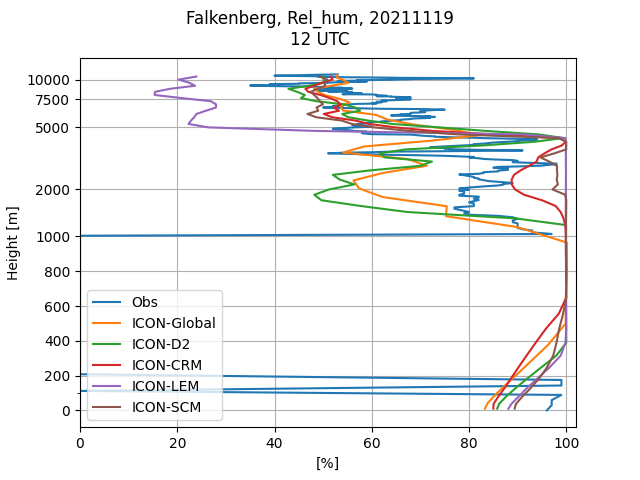 Falkenberg, Rel_hum, 20211119
12 UTC
10000
7500
5000
2000
1000
800
600
400
200
0
Height [m]
Obs
ICON-Global
ICON-D2
ICON-CRM
ICON-LEM
ICON-SCM
0 20 40 60 80 100
[%]